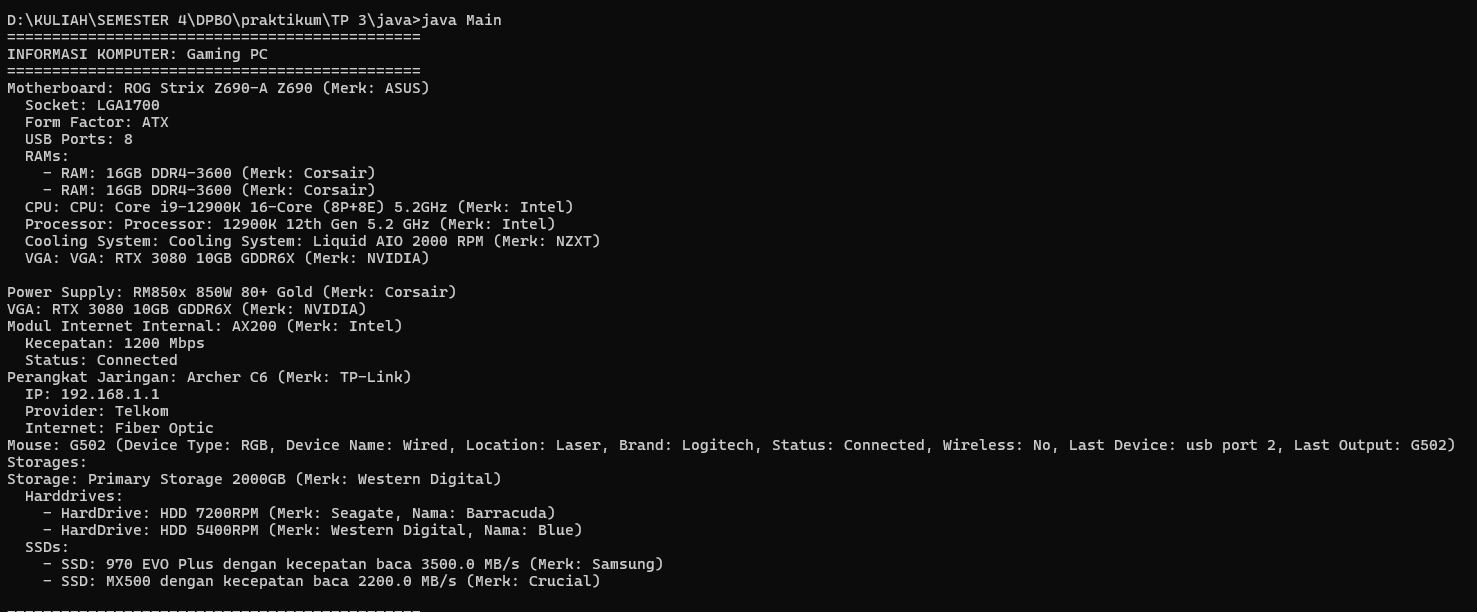 D:\KULIAH\SEMESTER 4\DPBO\praktikum\TP 3\java>java Main
==============================================
INFORMASI KOMPUTER: Gaming PC
==============================================
Motherboard: ROG Strix Z690-A Z690 (Merk: ASUS)
  Socket: LGA1700
  Form Factor: ATX
  USB Ports: 8
  RAMs:
    - RAM: 16GB DDR4-3600 (Merk: Corsair)
    - RAM: 16GB DDR4-3600 (Merk: Corsair)
  CPU: CPU: Core i9-12900K 16-Core (8P+8E) 5.2GHz (Merk: Intel)
  Processor: Processor: 12900K 12th Gen 5.2 GHz (Merk: Intel)
  Cooling System: Cooling System: Liquid AIO 2000 RPM (Merk: NZXT)
  VGA: VGA: RTX 3080 10GB GDDR6X (Merk: NVIDIA)

Power Supply: RM850x 850W 80+ Gold (Merk: Corsair)
VGA: RTX 3080 10GB GDDR6X (Merk: NVIDIA)
Modul Internet Internal: AX200 (Merk: Intel)
  Kecepatan: 1200 Mbps
  Status: Connected
Perangkat Jaringan: Archer C6 (Merk: TP-Link)
  IP: 192.168.1.1
  Provider: Telkom
  Internet: Fiber Optic
Mouse: G502 (Device Type: RGB, Device Name: Wired, Location: Laser, Brand: Logitech, Status: Connected, Wireless: No, Last Device: usb port 2, Last Output: G502)
Storages:
Storage: Primary Storage 2000GB (Merk: Western Digital)
  Harddrives:
    - HardDrive: HDD 7200RPM (Merk: Seagate, Nama: Barracuda)
    - HardDrive: HDD 5400RPM (Merk: Western Digital, Nama: Blue)
  SSDs:
    - SSD: 970 EVO Plus dengan kecepatan baca 3500.0 MB/s (Merk: Samsung)
    - SSD: MX500 dengan kecepatan baca 2200.0 MB/s (Merk: Crucial)

==============================================